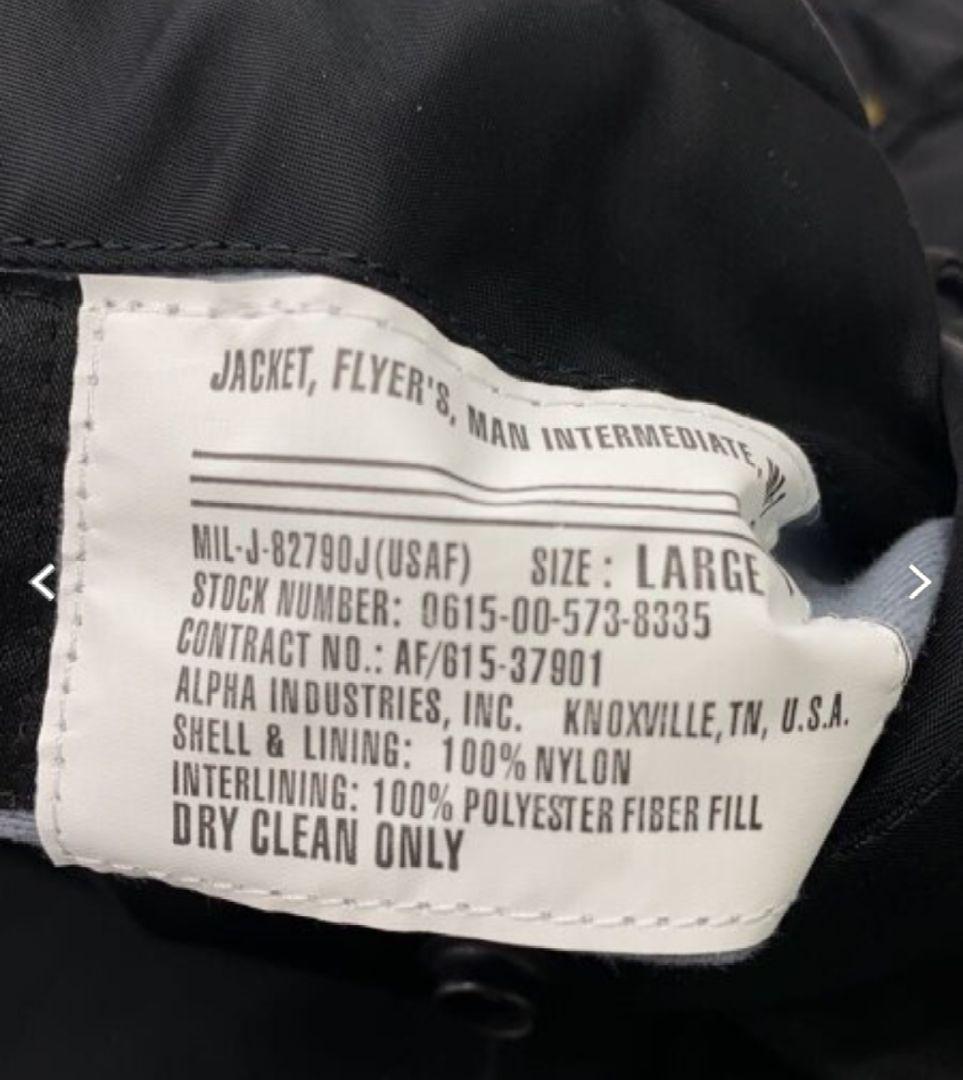 JACKET, FLYER'S, MAN INTERMEDIATE,
MIL-J-82790J(USAF) SIZE: LARGE
STOCK NUMBER: 0615-00-573-8335
CONTRACT NO.: AF/615-37901
ALPHA INDUSTRIES, INC. KNOXVILLE, TN, U.S.A.
SHELL & LINING: 100% NYLON
INTERLINING: 100% POLYESTER FIBER FILL
DRY CLEAN ONLY